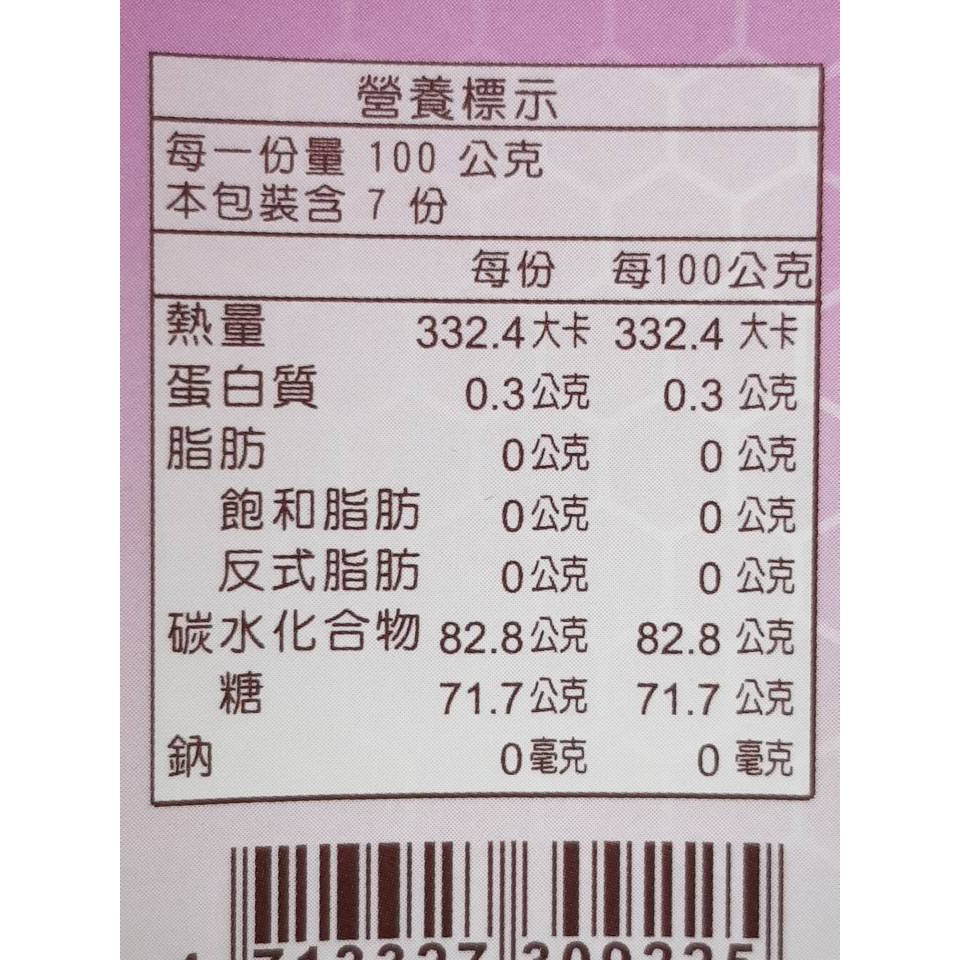 營養標示
每一份量 100 公克
本包裝含 7 份
每份 每100公克
熱量 332.4大卡 332.4 大卡
蛋白質 0.3公克 0.3 公克
脂肪 0公克 0 公克
飽和脂肪 0公克 0 公克
反式脂肪 0公克 0 公克
碳水化合物 82.8公克 82.8 公克
糖 71.7公克 71.7 公克
鈉 0毫克 0 毫克